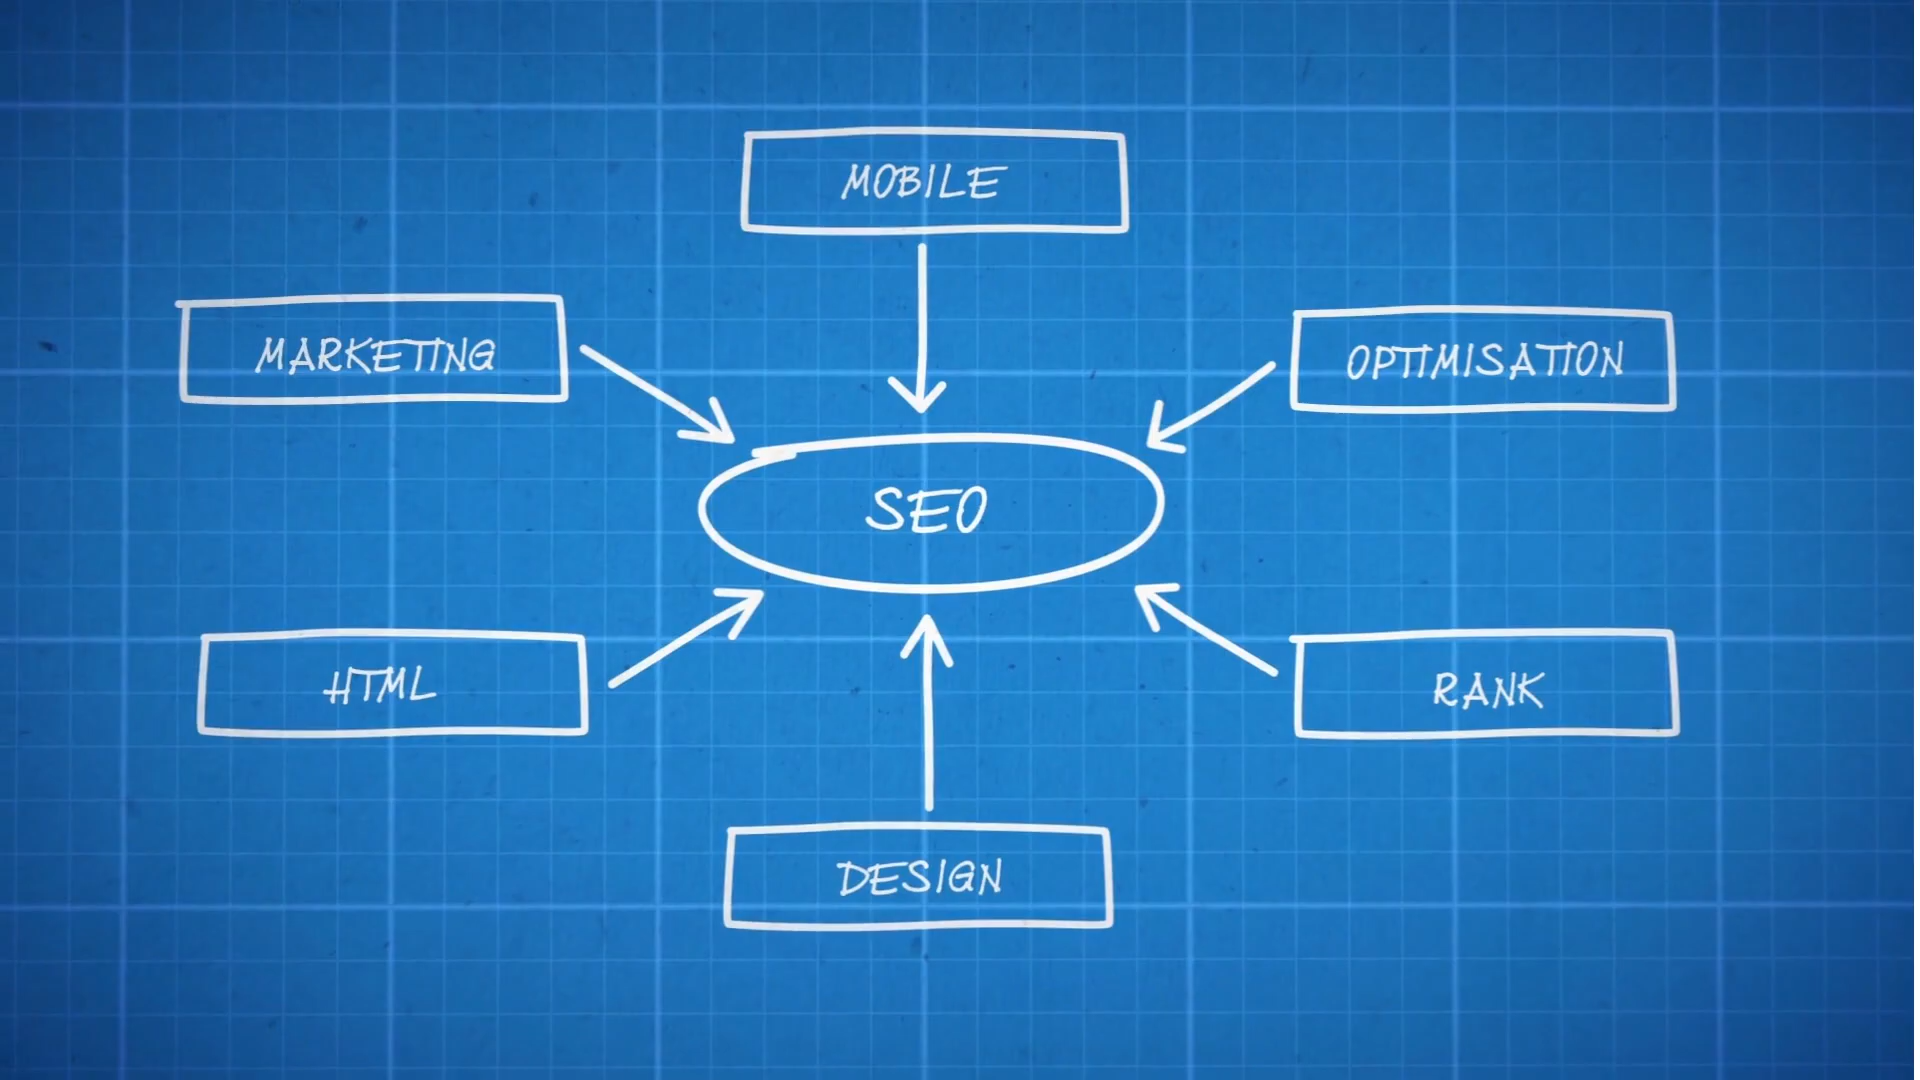 MOBILE
MARKETING
OPTIMISATION
SEO
HTML
RANK
DESIGN